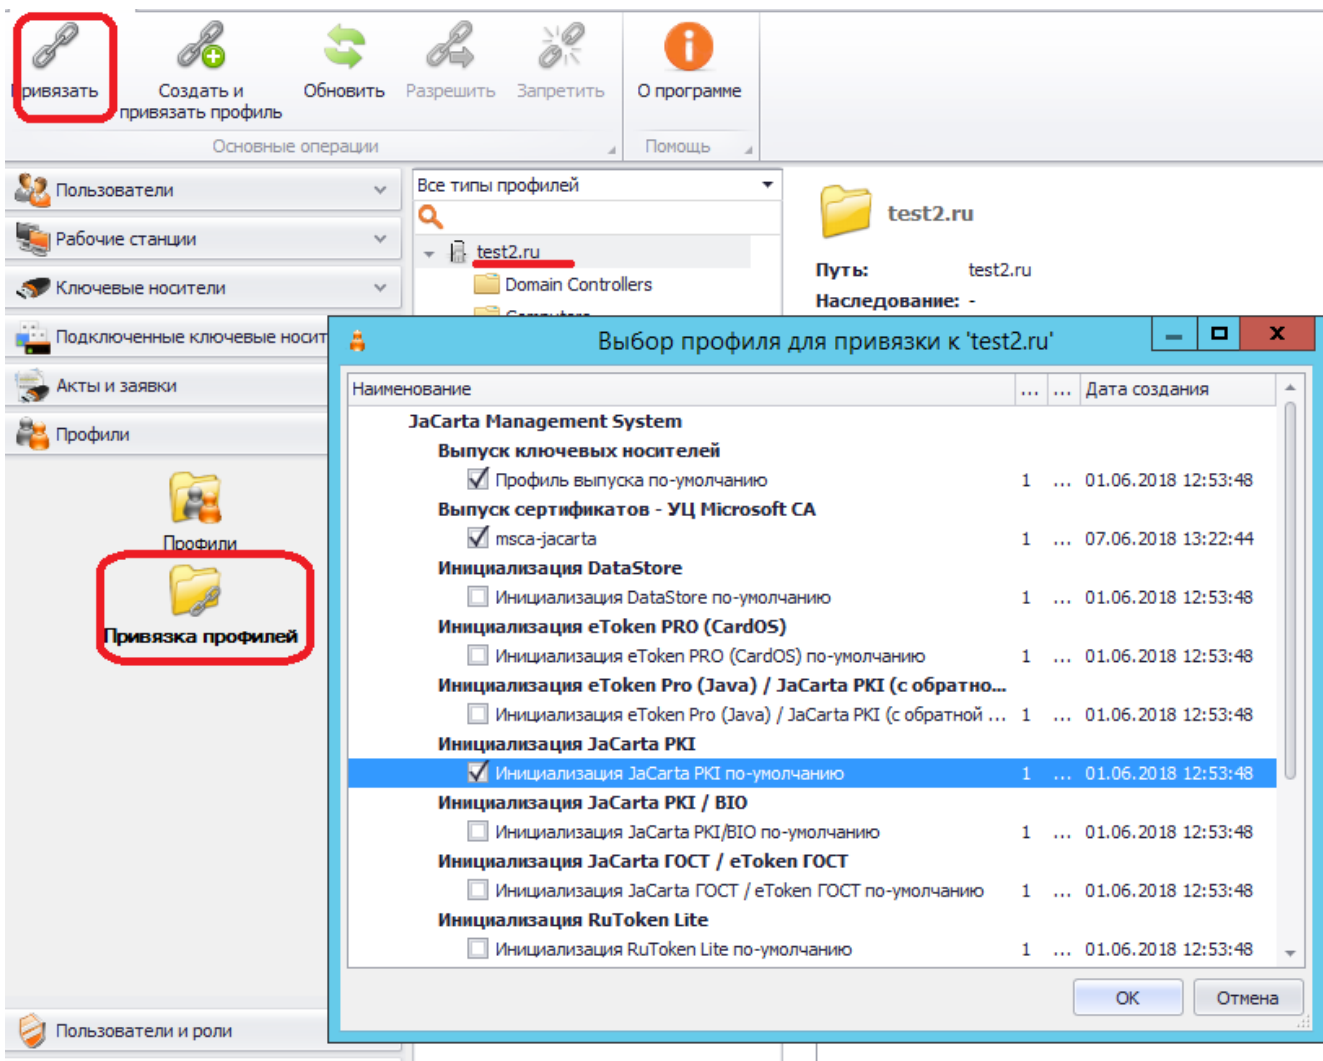 Привязать
Создать и
привязать профиль
Обновить
Разрешить
Запретить
О программе
Основные операции
Помощь
Пользователи
Рабочие станции
Ключевые носители
Подключенные ключевые носит
Акты и заявки
Профили
Профили
Привязка профилей
Пользователи и роли
Все типы профилей
test2.ru
Domain Controllers
Computers
test2.ru
Путь: test2.ru
Наследование: -
Выбор профиля для привязки к 'test2.ru'
Наименование ... ... Дата создания
JaCarta Management System
Выпуск ключевых носителей
Профиль выпуска по-умолчанию 1 ... 01.06.2018 12:53:48
Выпуск сертификатов - УЦ Microsoft CA
msca-jacarta 1 ... 07.06.2018 13:22:44
Инициализация DataStore
Инициализация DataStore по-умолчанию 1 ... 01.06.2018 12:53:48
Инициализация eToken PRO (CardOS)
Инициализация eToken PRO (CardOS) по-умолчанию 1 ... 01.06.2018 12:53:48
Инициализация eToken Pro (Java) / JaCarta PKI (с обратно...
Инициализация eToken Pro (Java) / JaCarta PKI (с обратной ... 1 ... 01.06.2018 12:53:48
Инициализация JaCarta PKI
Инициализация JaCarta PKI по-умолчанию 1 ... 01.06.2018 12:53:48
Инициализация JaCarta PKI / BIO
Инициализация JaCarta PKI/BIO по-умолчанию 1 ... 01.06.2018 12:53:48
Инициализация JaCarta ГОСТ / eToken ГОСТ
Инициализация JaCarta ГОСТ / eToken ГОСТ по-умолчанию 1 ... 01.06.2018 12:53:48
Инициализация RuToken Lite
Инициализация RuToken Lite по-умолчанию 1 ... 01.06.2018 12:53:48
OK
Отмена